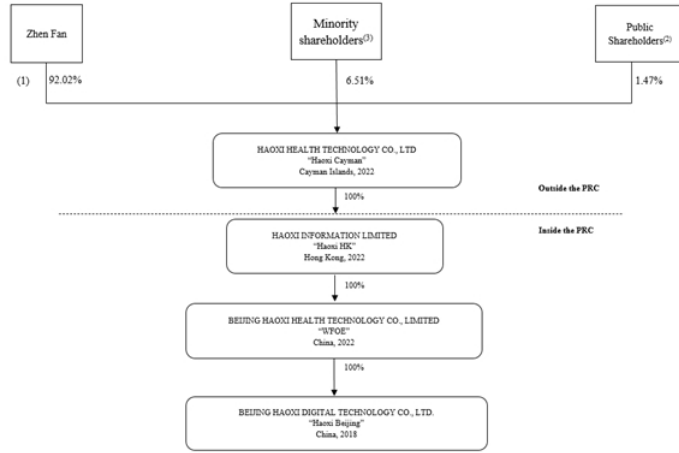 Zhen Fan
Minority
shareholders(3)
Public
Shareholders(2)
(1) 92.02%
6.51%
1.47%
HAOXI HEALTH TECHNOLOGY CO., LTD
“Haoxi Cayman”
Cayman Islands, 2022
100%
Outside the PRC
Inside the PRC
HAOXI INFORMATION LIMITED
“Haoxi HK”
Hong Kong, 2022
100%
BEIJING HAOXI HEALTH TECHNOLOGY CO., LIMITED
“WFOE”
China, 2022
100%
BEIJING HAOXI DIGITAL TECHNOLOGY CO., LTD.
“Haoxi Beijing”
China, 2018